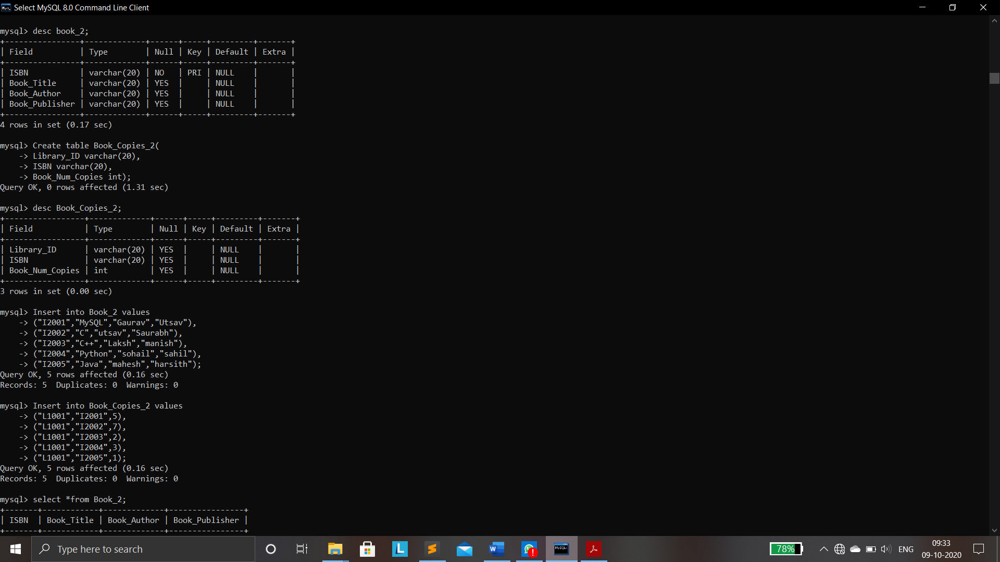 Select MySQL 8.0 Command Line Client
mysql> desc book_2;
+----------------+-------------+------+-----+---------+-------+
| Field          | Type        | Null | Key | Default | Extra |
+----------------+-------------+------+-----+---------+-------+
| ISBN           | varchar(20) | NO   | PRI | NULL    |       |
| Book_Title     | varchar(20) | YES  |     | NULL    |       |
| Book_Author    | varchar(20) | YES  |     | NULL    |       |
| Book_Publisher | varchar(20) | YES  |     | NULL    |       |
+----------------+-------------+------+-----+---------+-------+
4 rows in set (0.17 sec)
mysql> Create table Book_Copies_2(
    -> Library_ID varchar(20),
    -> ISBN varchar(20),
    -> Book_Num_Copies int);
Query OK, 0 rows affected (1.31 sec)
mysql> desc Book_Copies_2;
+-----------------+-------------+------+-----+---------+-------+
| Field           | Type        | Null | Key | Default | Extra |
+-----------------+-------------+------+-----+---------+-------+
| Library_ID      | varchar(20) | YES  |     | NULL    |       |
| ISBN            | varchar(20) | YES  |     | NULL    |       |
| Book_Num_Copies | int         | YES  |     | NULL    |       |
+-----------------+-------------+------+-----+---------+-------+
3 rows in set (0.00 sec)
mysql> Insert into Book_2 values
    -> ("I2001","MySQL","Gaurav","Utsav"),
    -> ("I2002","C","utsav","Saurabh"),
    -> ("I2003","C++","Laksh","manish"),
    -> ("I2004","Python","sohail","sahil"),
    -> ("I2005","Java","mahesh","harsith");
Query OK, 5 rows affected (0.16 sec)
Records: 5  Duplicates: 0  Warnings: 0
mysql> Insert into Book_Copies_2 values
    -> ("L1001","I2001",5),
    -> ("L1001","I2002",7),
    -> ("L1001","I2003",2),
    -> ("L1001","I2004",3),
    -> ("L1001","I2005",1);
Query OK, 5 rows affected (0.16 sec)
Records: 5  Duplicates: 0  Warnings: 0
mysql> select *from Book_2;
+-------+------------+-------------+----------------+
| ISBN  | Book_Title | Book_Author | Book_Publisher |
+-------+------------+-------------+----------------+
Type here to search
L
W
MySQL
78%
ENG
09:33
09-10-2020